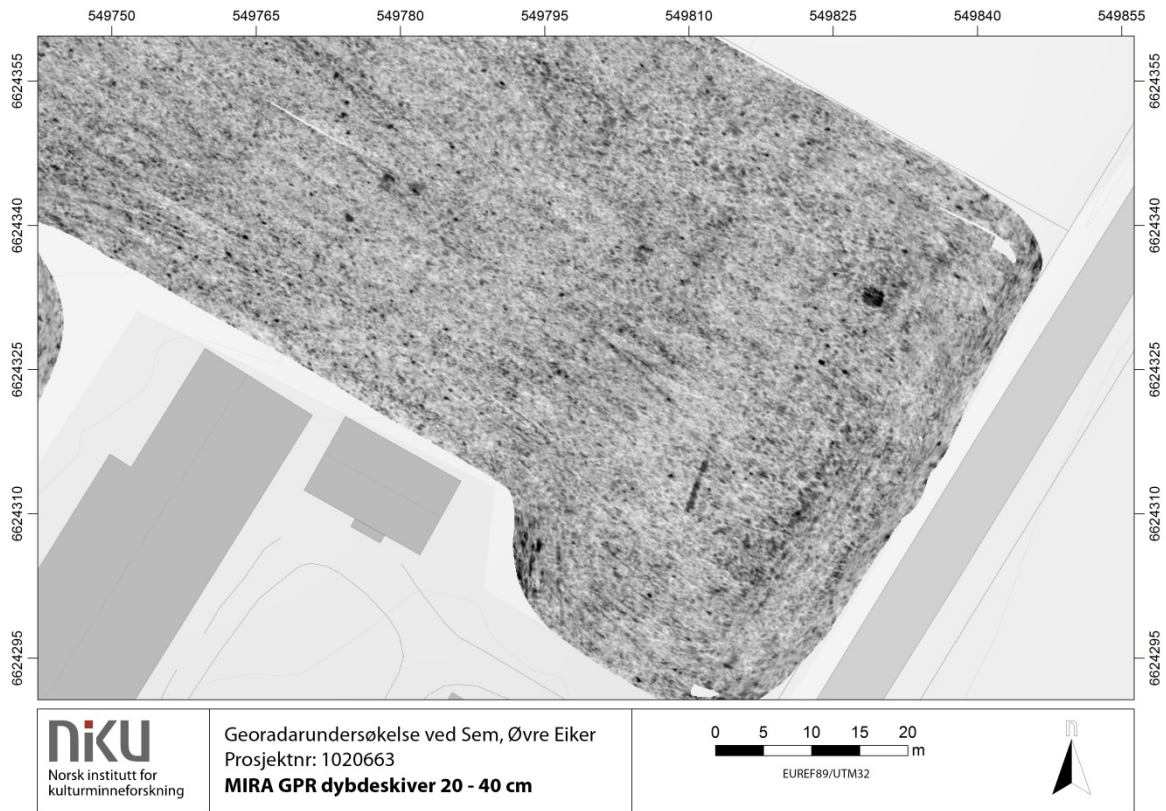 549750 549765 549780 549795 549810 549825 549840 549855
6624355 6624355
6624340 6624340
6624325 6624325
6624310 6624310
6624295 6624295
niku
Norsk institutt for
kulturminneforskning
Georadarundersøkelse ved Sem, Øvre Eiker
Prosjektnr: 1020663
MIRA GPR dybdeskiver 20 - 40 cm
0 5 10 15 20
m
EUREF89/UTM32
n